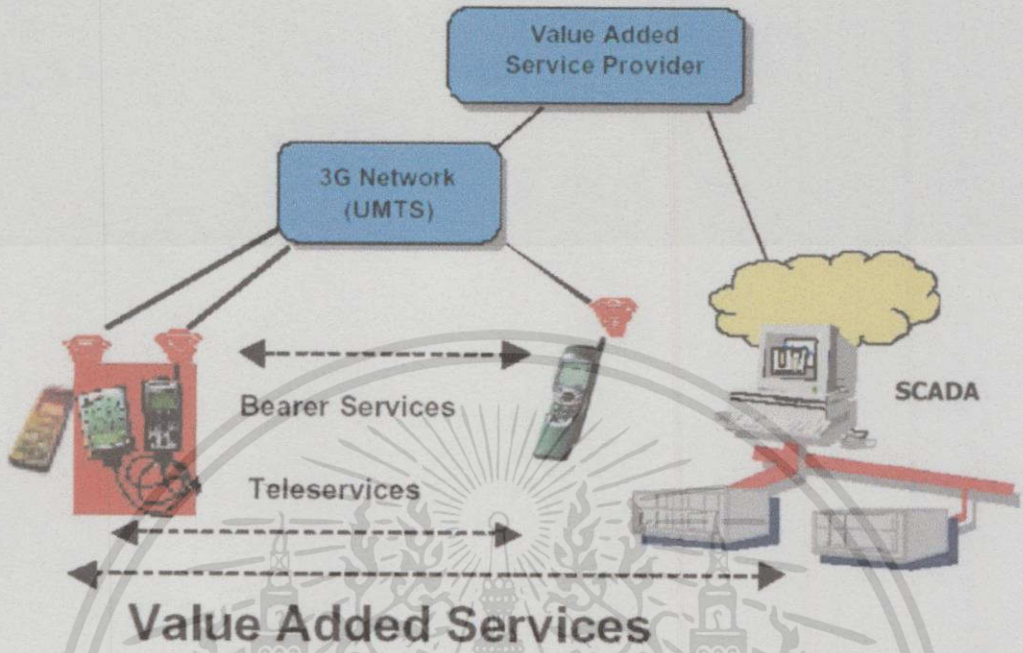 Value Added
Service Provider
3G Network
(UMTS)
Bearer Services
SCADA
Teleservices
Value Added Services